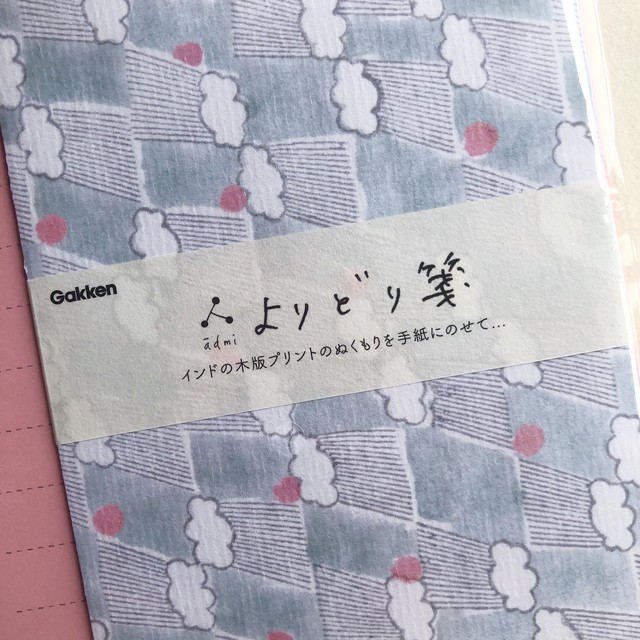 Gakken
よりどり箋
ādmi
インドの木版プリントのぬくもりを手紙にのせて…